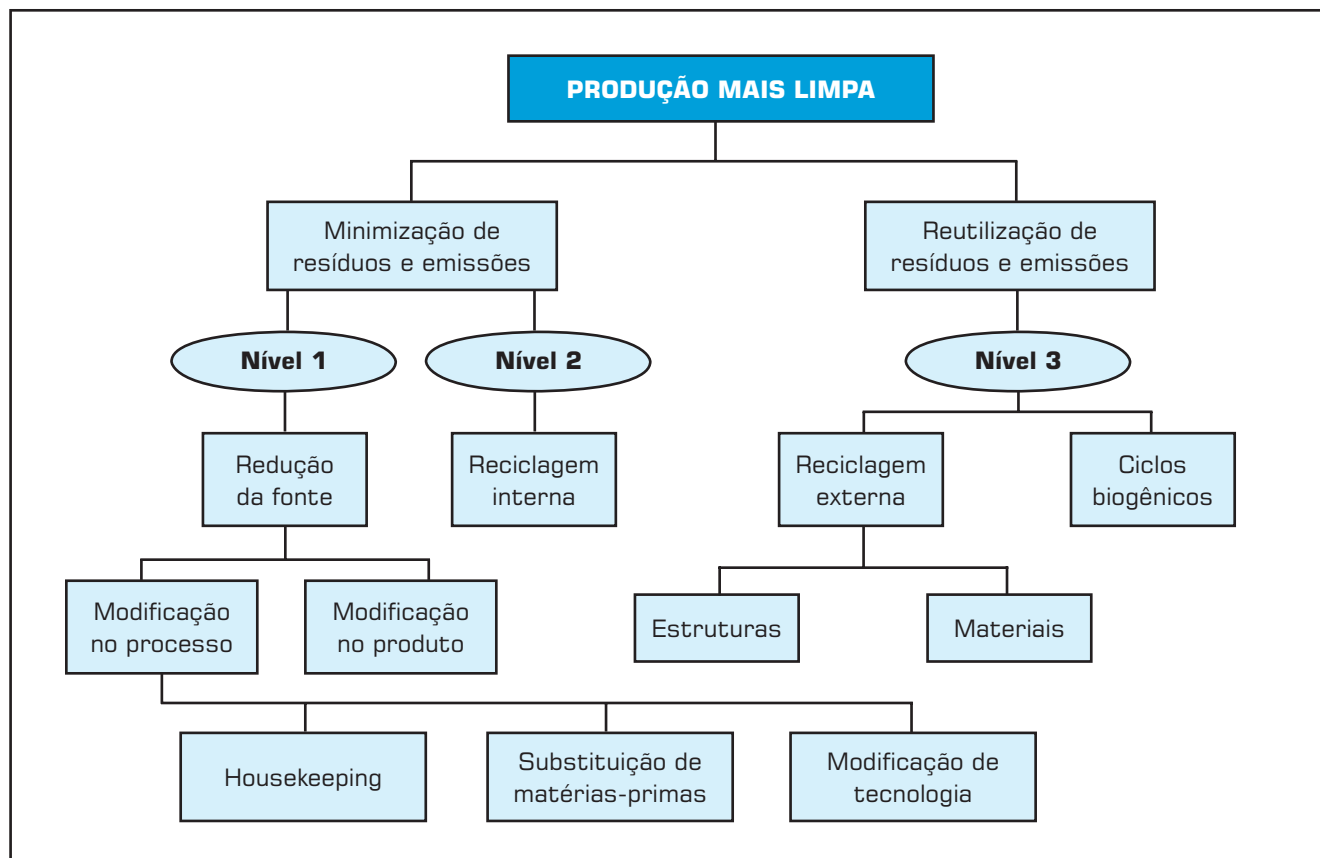 PRODUÇÃO MAIS LIMPA
Minimização de
resíduos e emissões
Reutilização de
resíduos e emissões
Nível 1
Nível 2
Nível 3
Redução
da fonte
Reciclagem
interna
Reciclagem
externa
Ciclos
biogênicos
Modificação
no processo
Modificação
no produto
Estruturas
Materiais
Housekeeping
Substituição de
matérias-primas
Modificação de
tecnologia